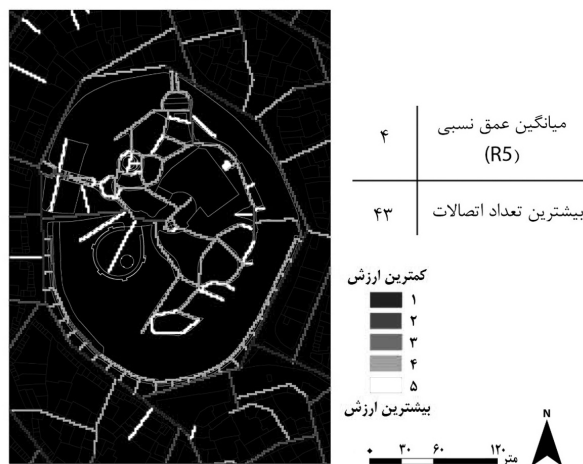 میانگین عمق نسبی ۴
(R5)
بیشترین تعداد اتصالات ۴۳
کمترین ارزش
۱
۲
۳
۴
۵
بیشترین ارزش
N
۰ ۳۰ ۶۰ ۱۲۰ متر